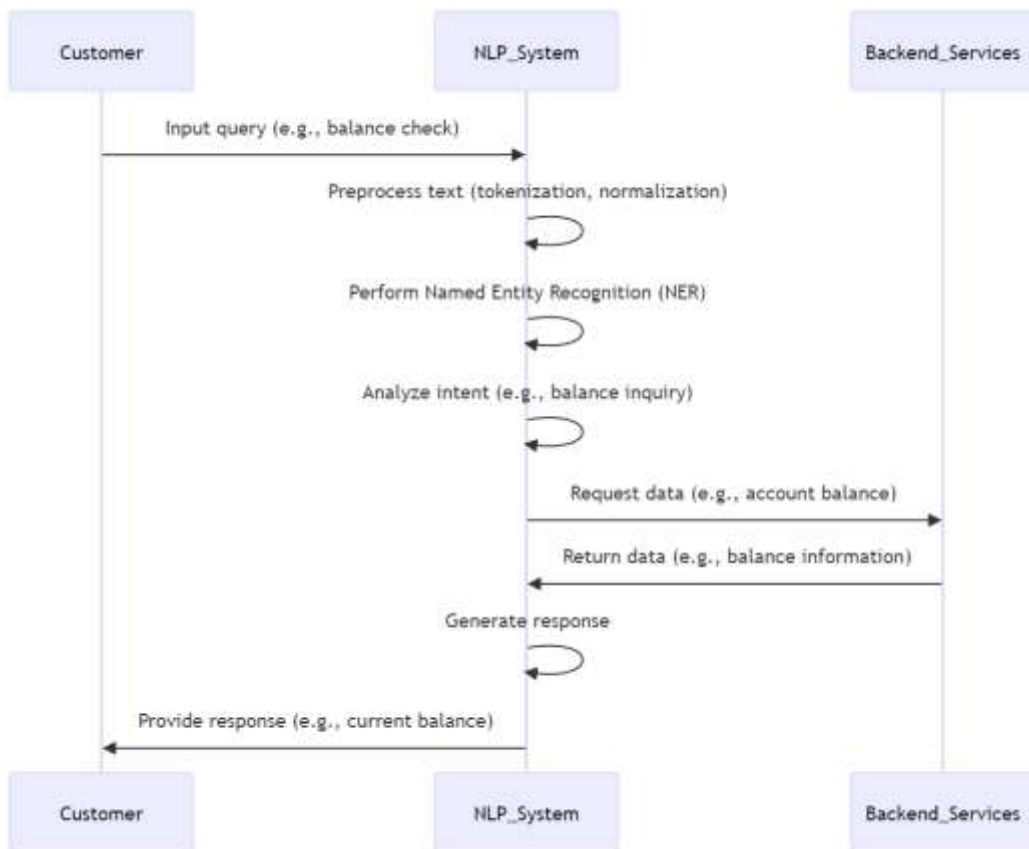 Customer
NLP_System
Backend_Services
Input query (e.g., balance check)
Preprocess text (tokenization, normalization)
Perform Named Entity Recognition (NER)
Analyze intent (e.g., balance inquiry)
Request data (e.g., account balance)
Return data (e.g., balance information)
Generate response
Provide response (e.g., current balance)
Customer
NLP_System
Backend_Services